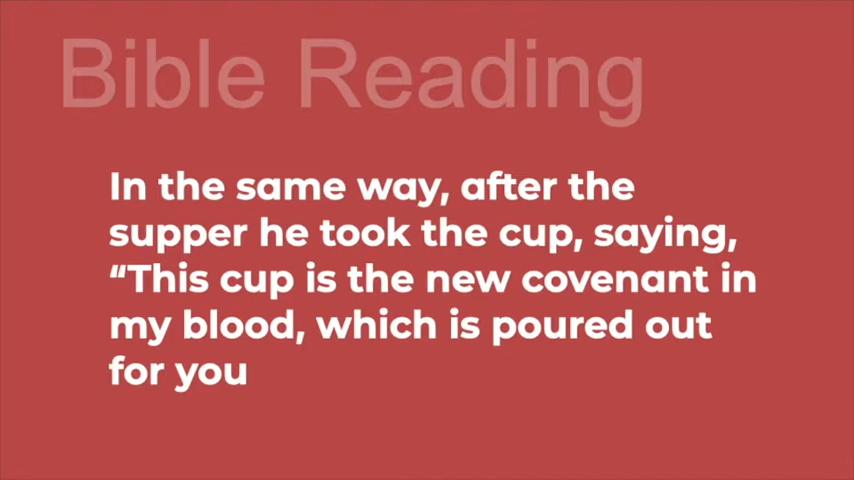 Bible Reading
In the same way, after the
supper he took the cup, saying,
“This cup is the new covenant in
my blood, which is poured out
for you